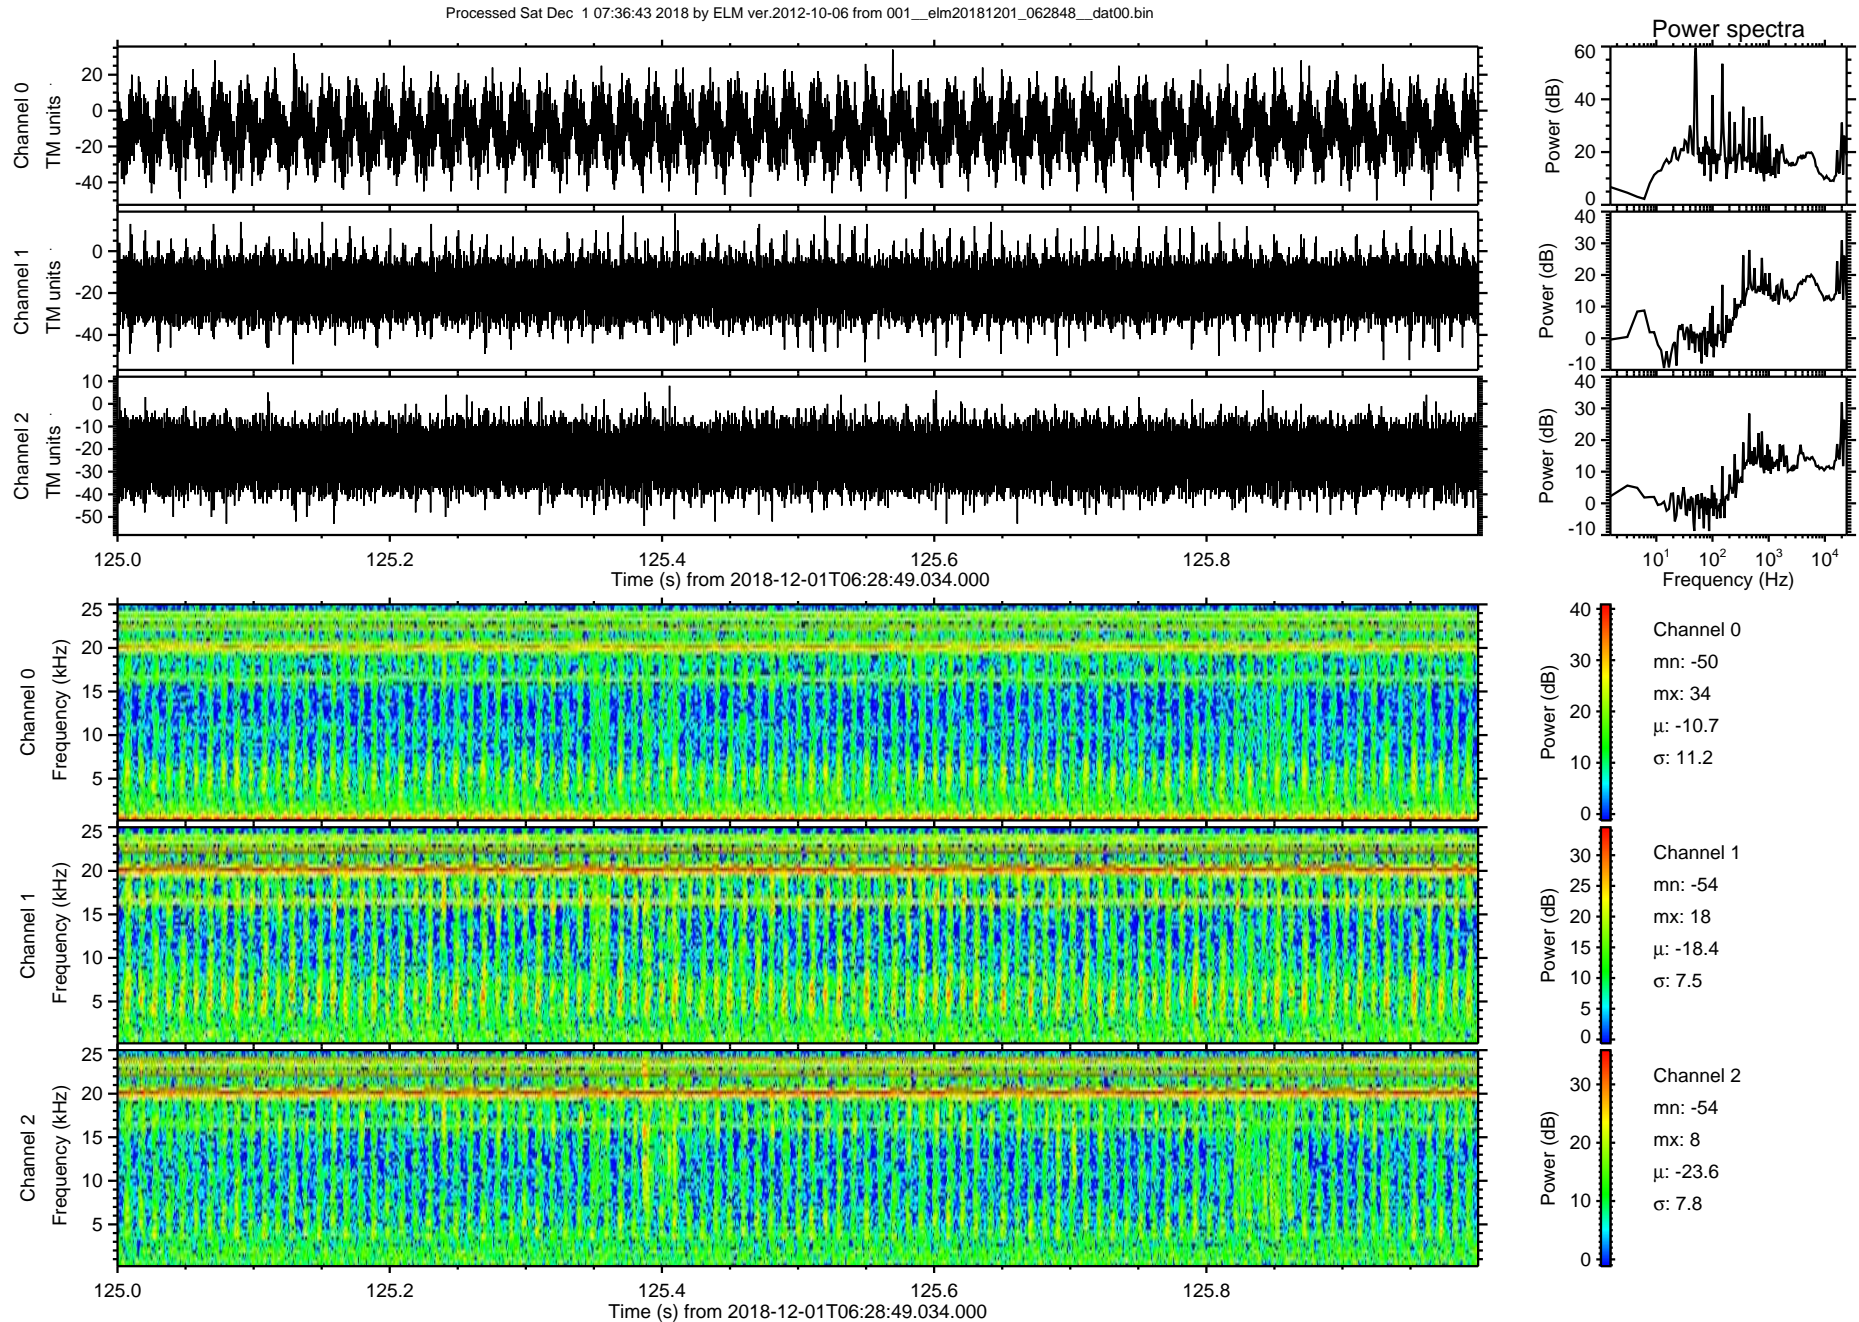 Processed Sat Dec  1 07:36:43 2018 by ELM ver.2012-10-06 from 001__elm20181201_062848__dat00.bin
Power spectra
Channel 0
TM units
20
0
-20
-40
Power (dB)
60
40
20
0
Channel 1
TM units
0
-20
-40
Power (dB)
40
30
20
10
0
-10
Channel 2
TM units
10
0
-10
-20
-30
-40
-50
Power (dB)
40
30
20
10
0
-10
125.0 125.2 125.4 125.6 125.8
Time (s) from 2018-12-01T06:28:49.034.000
10¹ 10² 10³ 10⁴
Frequency (Hz)
Channel 0
Frequency (kHz)
25
20
15
10
5
Power (dB)
40
30
20
10
0
Channel 0
mn: -50
mx: 34
μ: -10.7
σ: 11.2
Channel 1
Frequency (kHz)
25
20
15
10
5
Power (dB)
30
25
20
15
10
5
0
Channel 1
mn: -54
mx: 18
μ: -18.4
σ: 7.5
Channel 2
Frequency (kHz)
25
20
15
10
5
Power (dB)
30
20
10
0
Channel 2
mn: -54
mx: 8
μ: -23.6
σ: 7.8
125.0 125.2 125.4 125.6 125.8
Time (s) from 2018-12-01T06:28:49.034.000